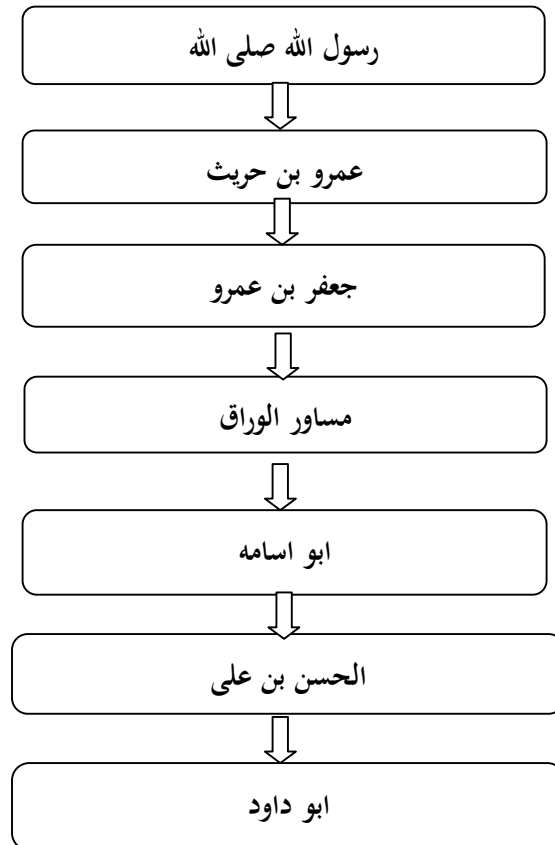 رسول الله صلى الله
عمرو بن حريث
جعفر بن عمرو
مساور الوراق
ابو اسامه
الحسن بن على
ابو داود